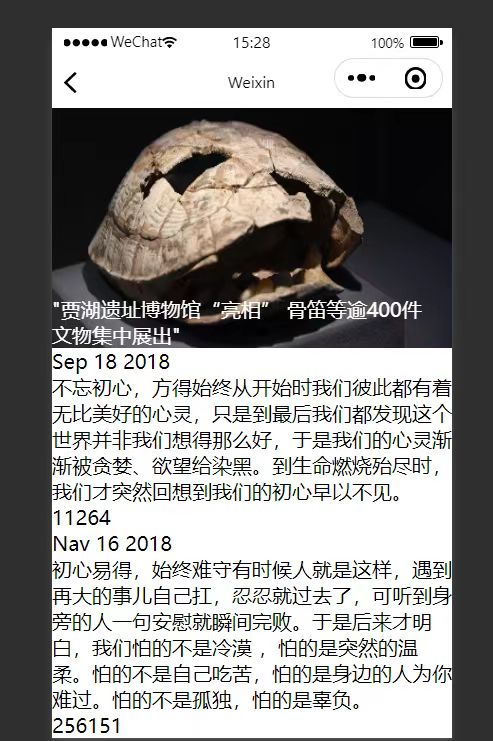 WeChat 15:28 100%
Weixin
"贾湖遗址博物馆“亮相” 骨笛等逾400件
文物集中展出"
Sep 18 2018
不忘初心，方得始终从开始时我们彼此都有着
无比美好的心灵，只是到最后我们都发现这个
世界并非我们想得那么好，于是我们的心灵渐
渐被贪婪、欲望给染黑。到生命燃烧殆尽时，
我们才突然回想到我们的初心早以不见。
11264
Nav 16 2018
初心易得，始终难守有时候人就是这样，遇到
再大的事儿自己扛，忍忍就过去了，可听到身
旁的人一句安慰就瞬间完败。于是后来才明
白，我们怕的不是冷漠 ，怕的是突然的温
柔。怕的不是自己吃苦，怕的是身边的人为你
难过。怕的不是孤独，怕的是辜负。
256151